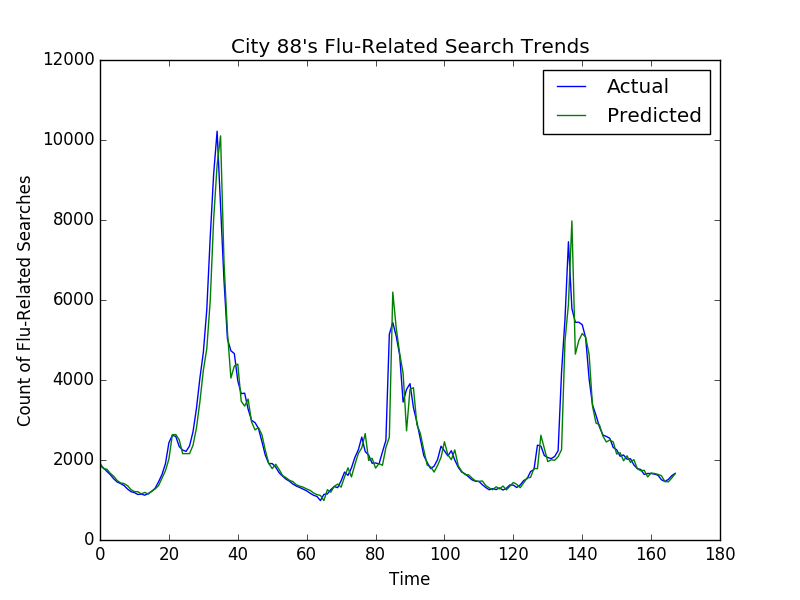 City 88's Flu-Related Search Trends
12000
10000
8000
6000
4000
2000
0
Count of Flu-Related Searches
Actual
Predicted
0 20 40 60 80 100 120 140 160 180
Time